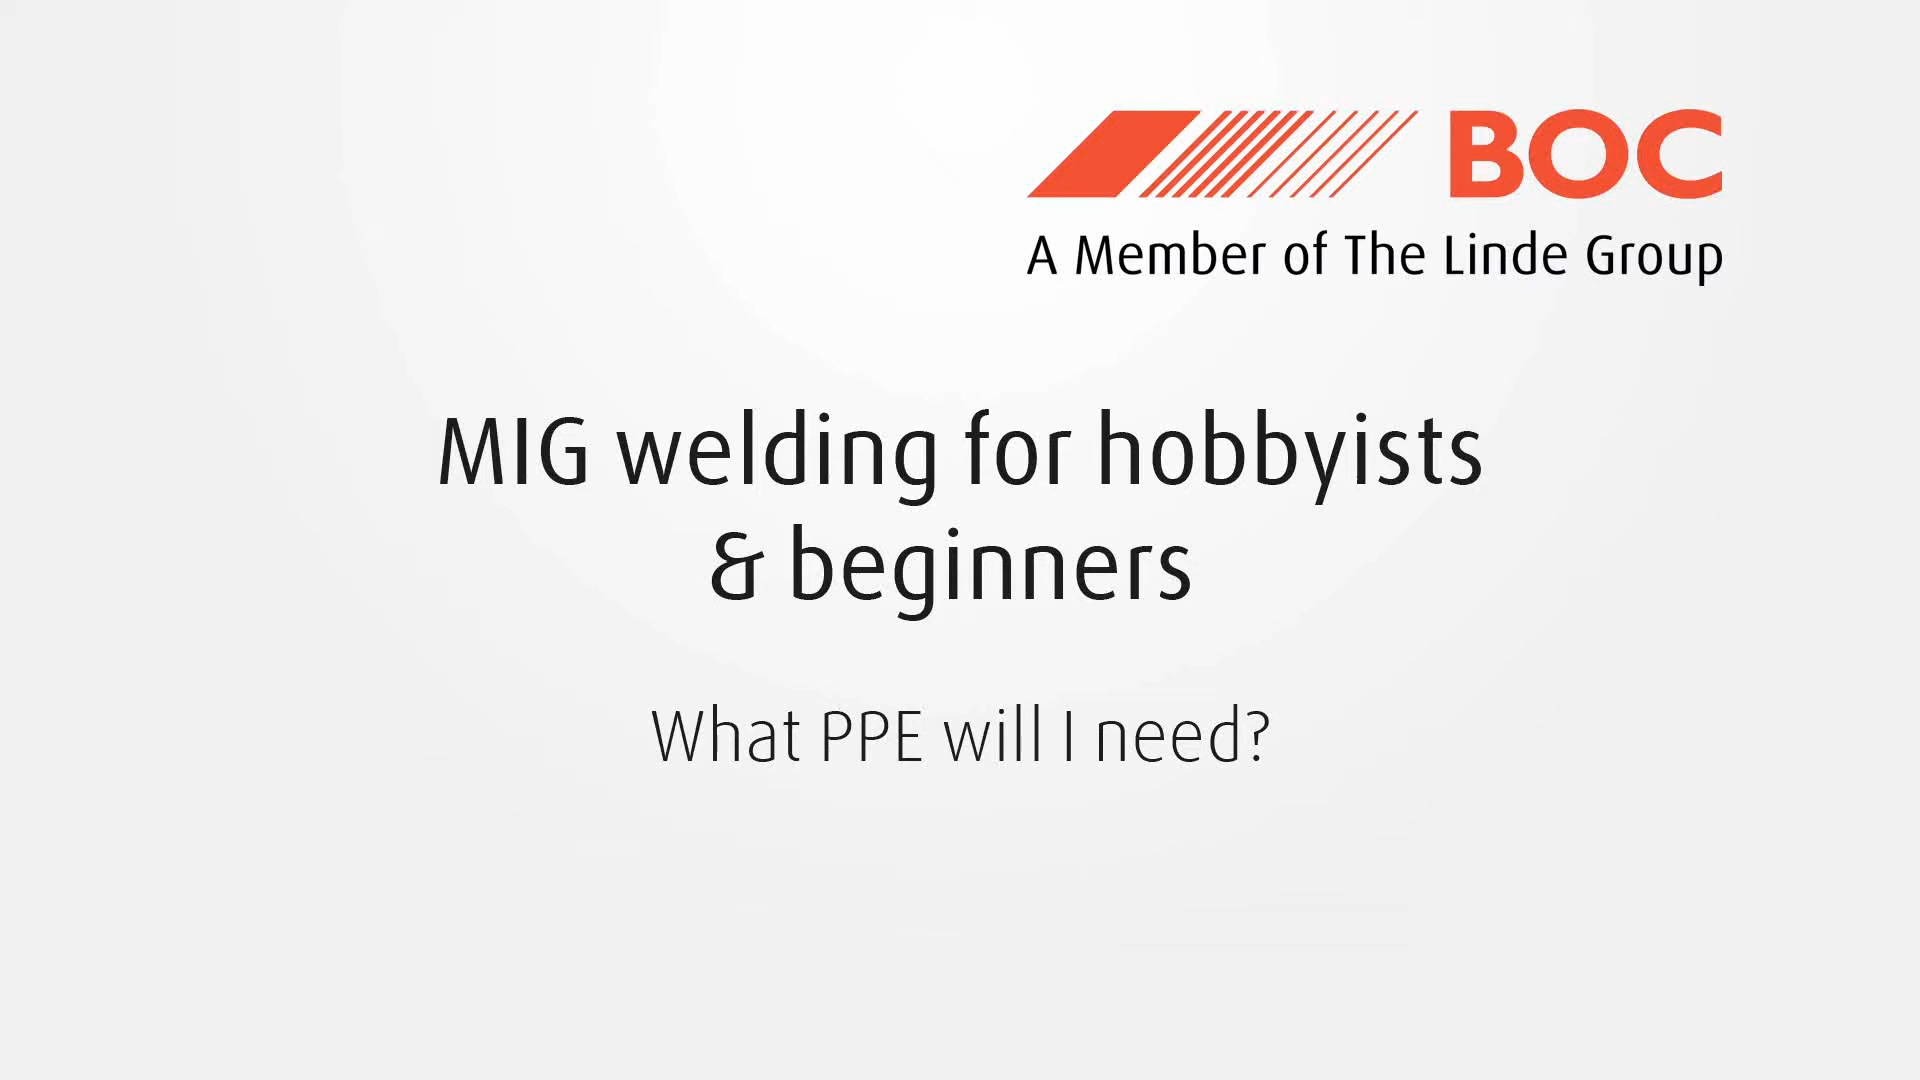 BOC
A Member of The Linde Group
MIG welding for hobbyists
& beginners
What PPE will I need?